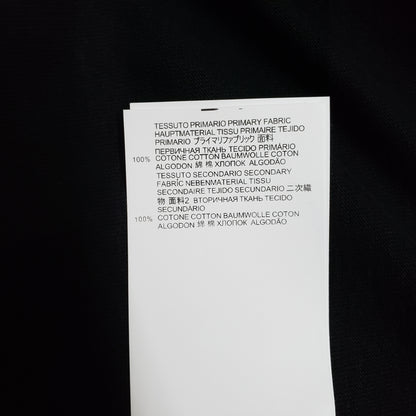 TESSUTO PRIMARIO PRIMARY FABRIC
HAUPTMATERIAL TISSU PRIMAIRE TEJIDO
PRIMARIO プライマリファブリック 面料
ПЕРВИЧНАЯ ТКАНЬ TECIDO PRIMÁRIO
100% COTONE COTTON BAUMWOLLE COTON
ALGODON 綿 棉 ХЛОПОК ALGODÃO
TESSUTO SECONDARIO SECONDARY
FABRIC NEBENMATERIAL TISSU
SECONDAIRE TEJIDO SECUNDARIO 二次織
物 面料2 ВТОРИЧНАЯ ТКАНЬ TECIDO
SECUNDÁRIO
100% COTONE COTTON BAUMWOLLE COTON
ALGODON 綿 棉 ХЛОПОК ALGODÃO